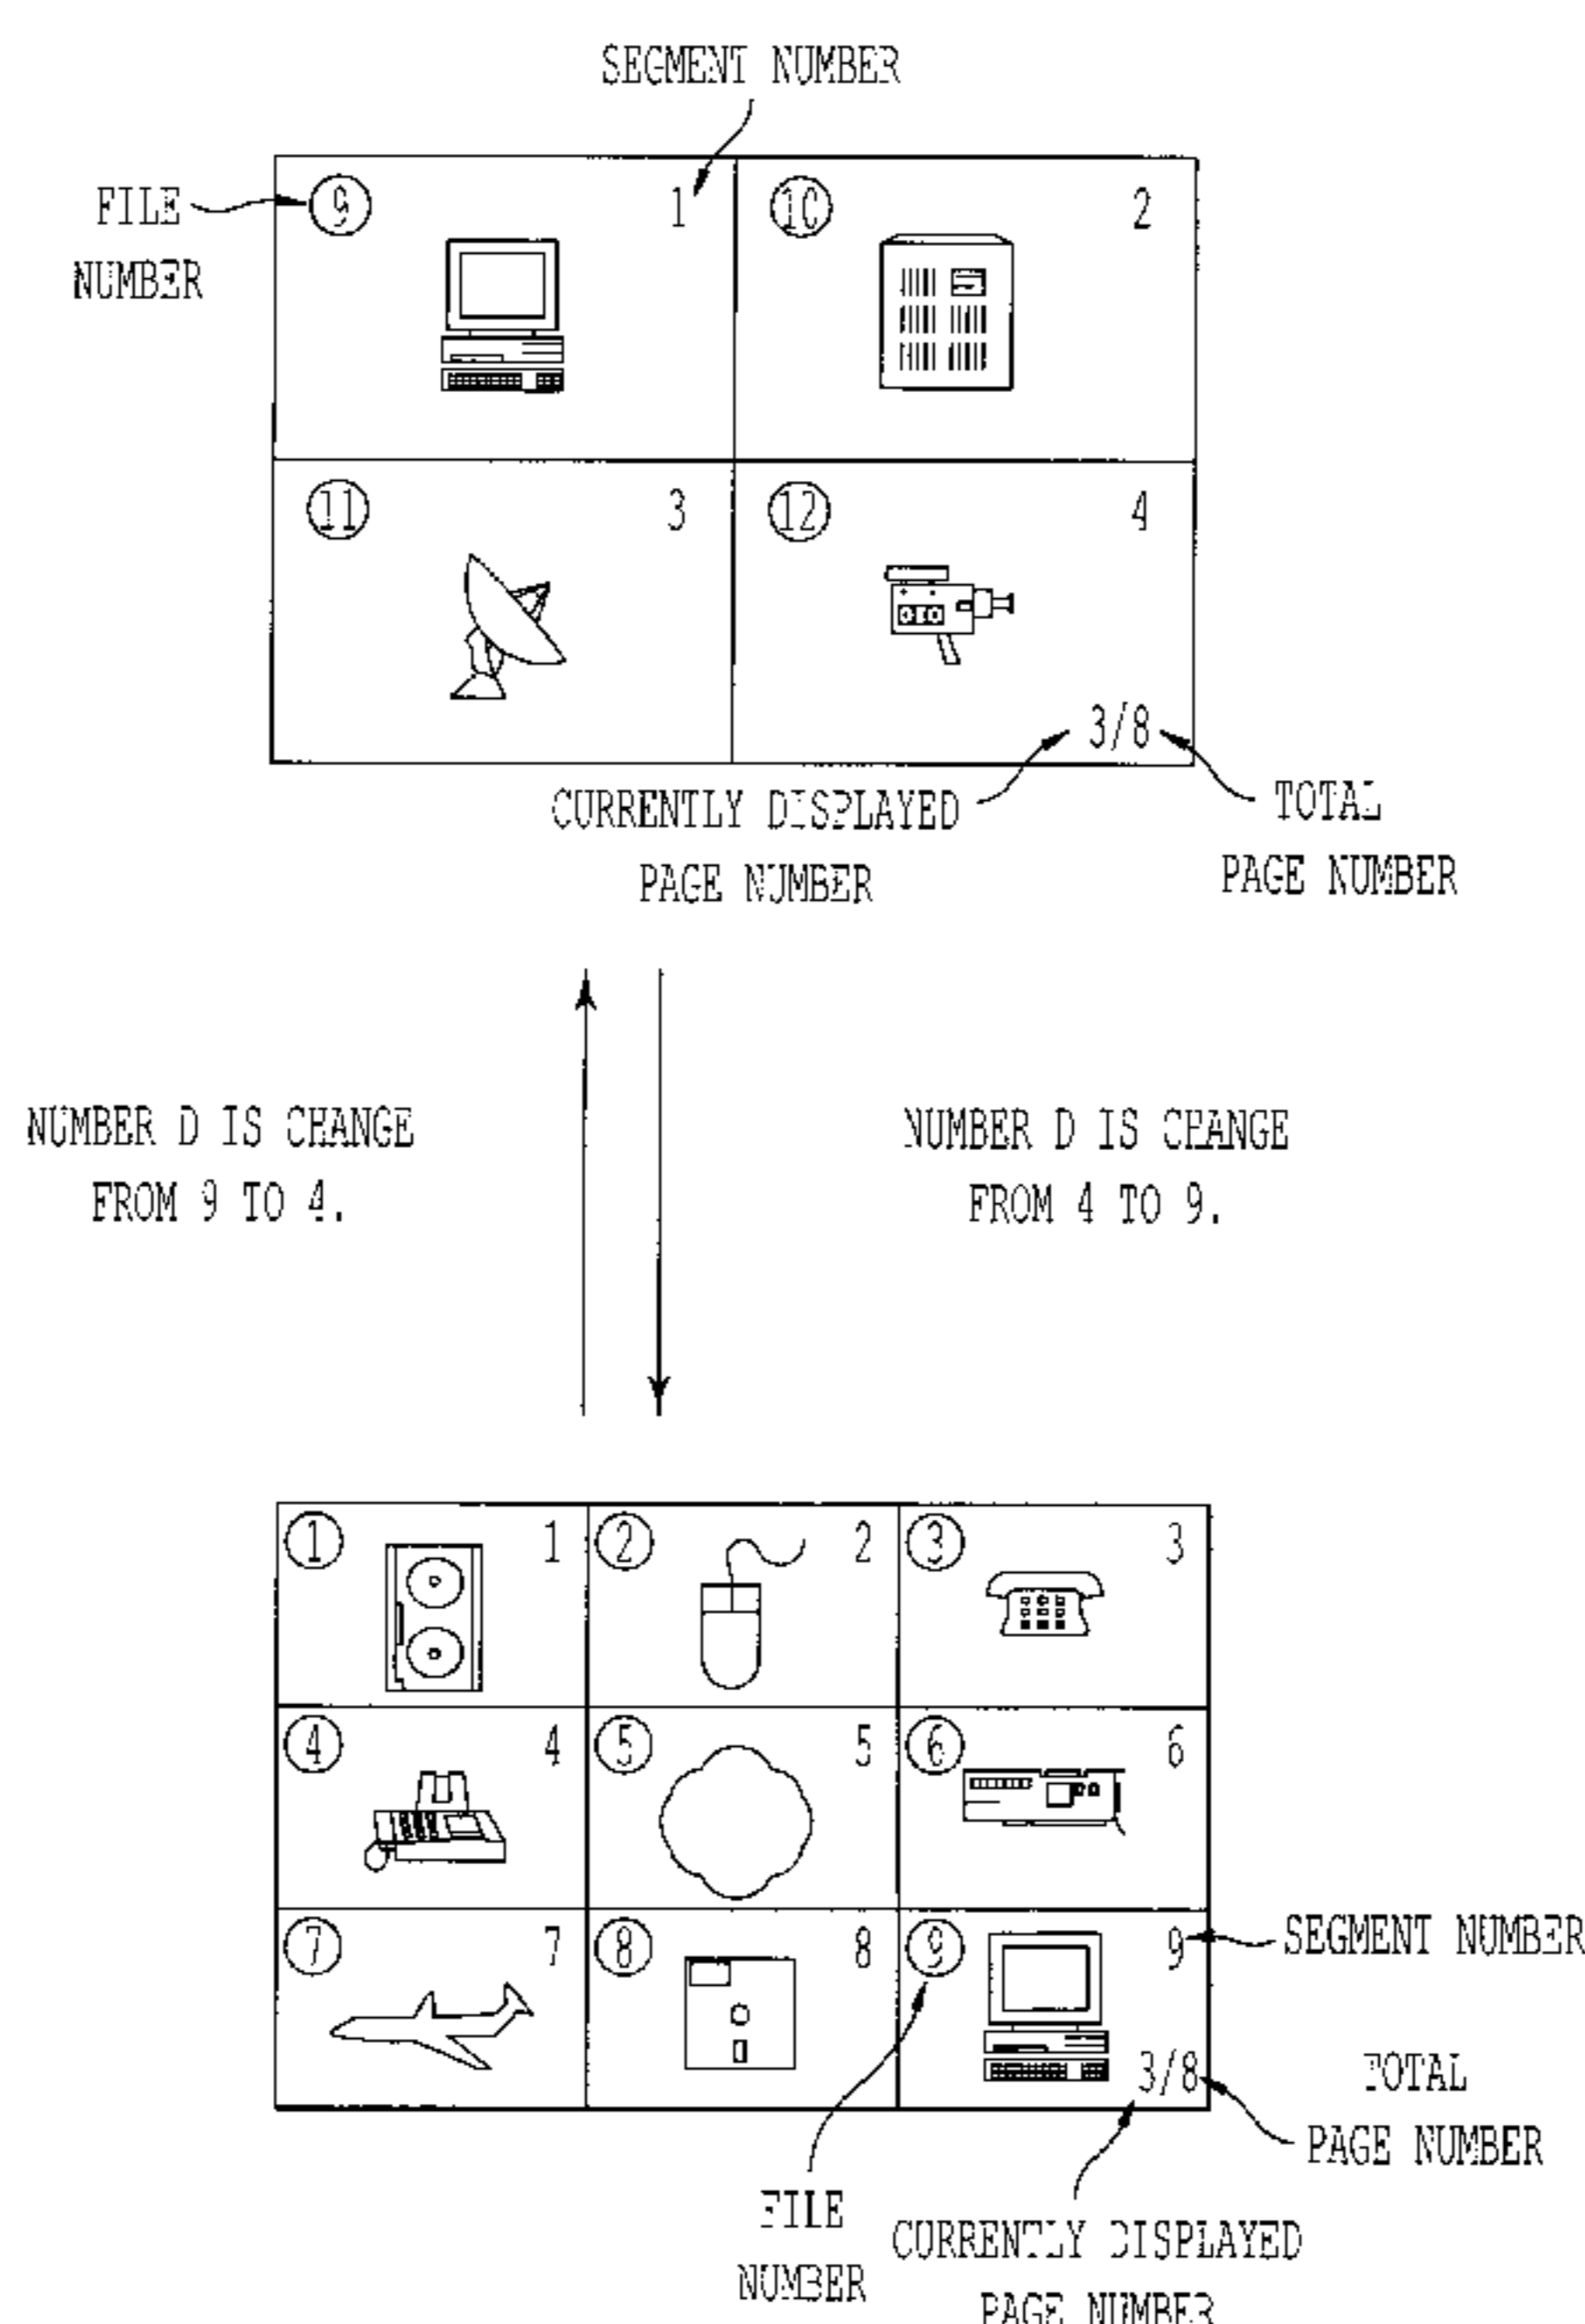 SEGMENT NUMBER
FILE
NUMBER
9 1
10 2
11 3
12 4
3/8
CURRENTLY DISPLAYED
PAGE NUMBER
TOTAL
PAGE NUMBER
NUMBER D IS CHANGE
FROM 9 TO 4.
NUMBER D IS CHANGE
FROM 4 TO 9.
1 1
2 2
3 3
4 4
5 5
6 6
7 7
8 8
9 9
SEGMENT NUMBER
3/8
TOTAL
PAGE NUMBER
FILE
NUMBER
CURRENTLY DISPLAYED
PAGE NUMBER